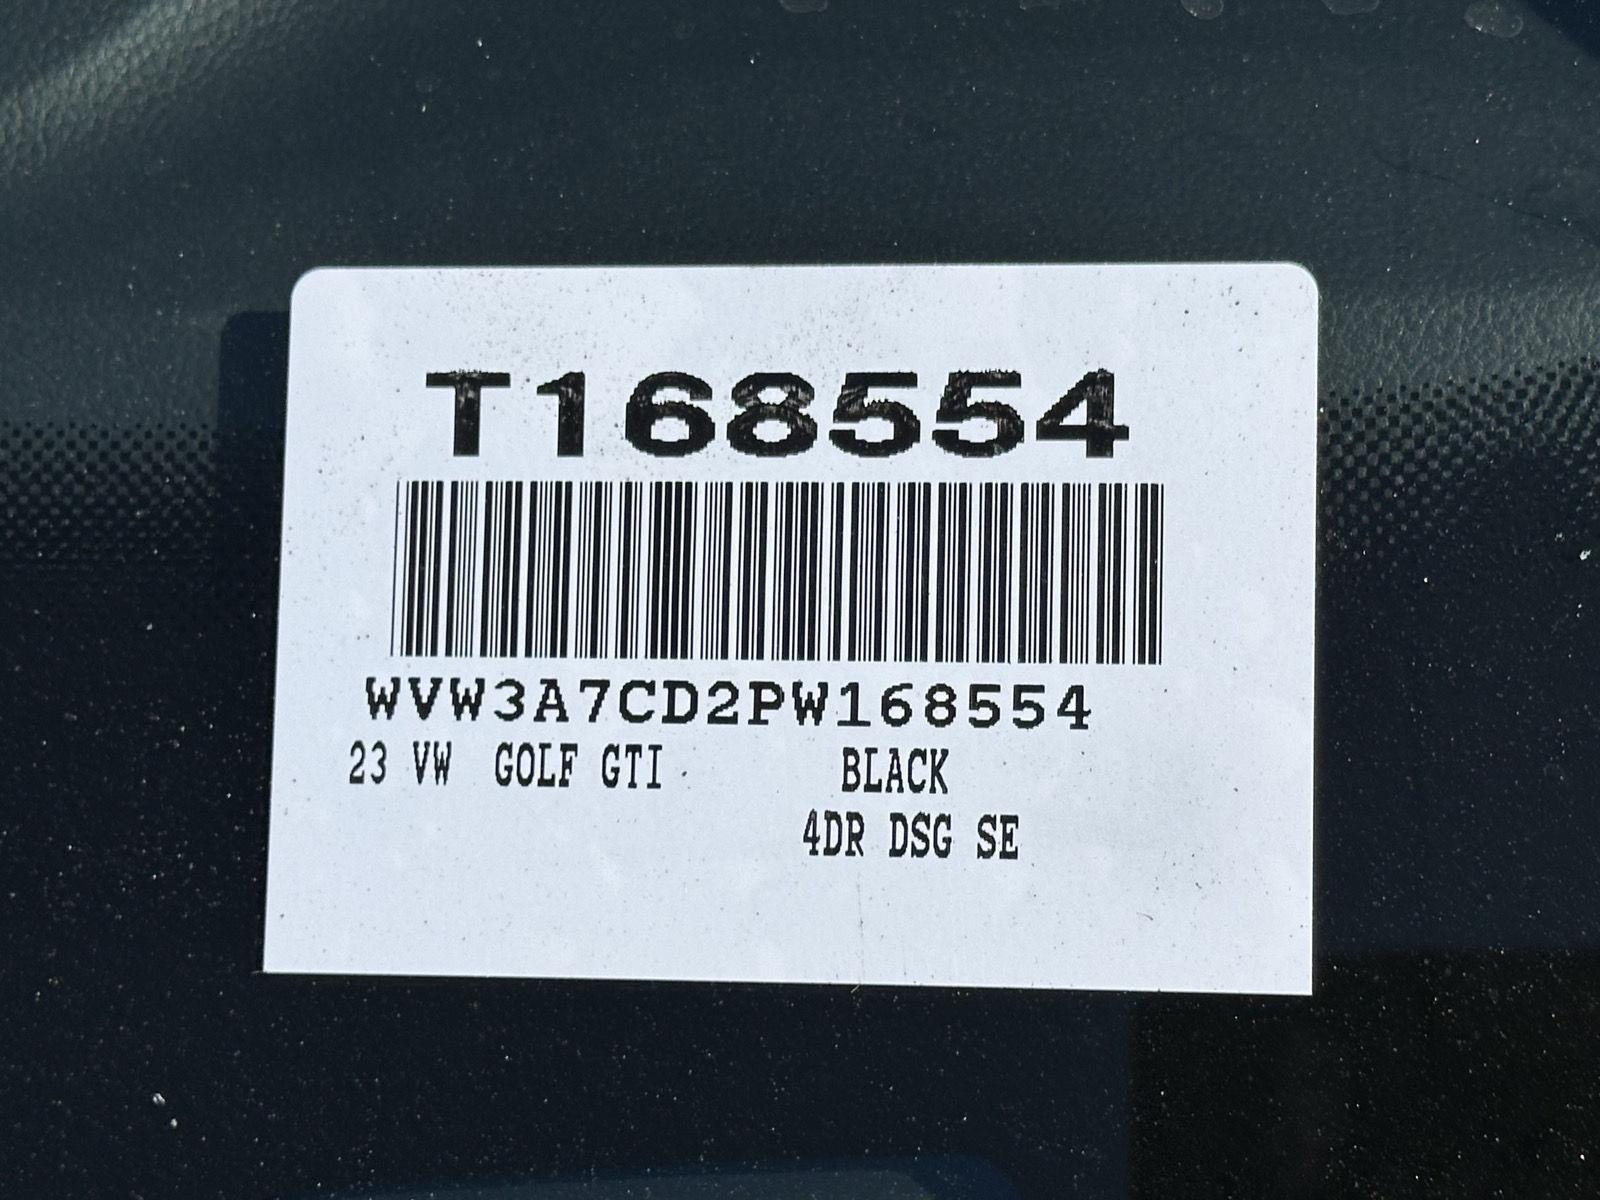 T168554
WVW3A7CD2PW168554
23 VW GOLF GTI BLACK
4DR DSG SE